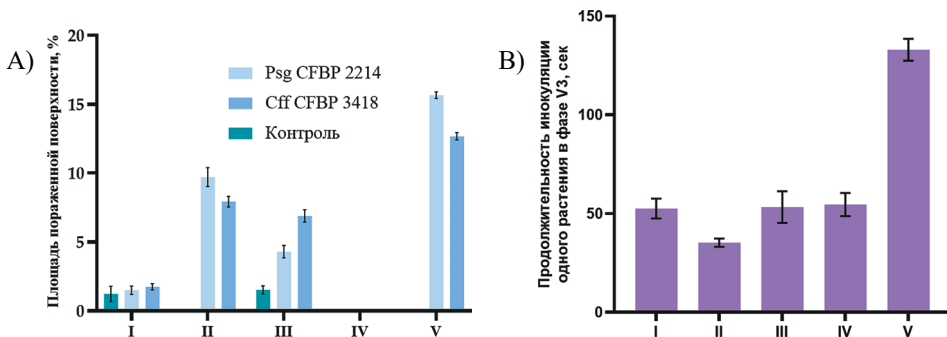 А)
Площадь пораженной поверхности, %
15
10
5
0
Psg CFBP 2214
Cff CFBP 3418
Контроль
I II III IV V
В)
Продолжительность инокуляции
одного растения в фазе V3, сек
150
100
50
0
I II III IV V